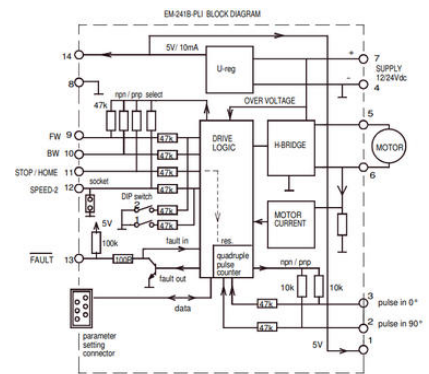 EM-241B-PLI BLOCK DIAGRAM
14
5V/ 10mA
U-reg
+
7
SUPPLY
12/24Vdc
-
4
8
npn / pnp select
47k
OVER VOLTAGE
5
FW 9
47k
DRIVE
LOGIC
H-BRIDGE
MOTOR
BW 10
47k
STOP / HOME 11
47k
6
SPEED-2 12
47k
socket
DIP switch
2
47k
1
47k
MOTOR
CURRENT
5V
100k
fault in
res.
FAULT 13
100R
quadruple
pulse
counter
npn / pnp
fault out
10k
10k
data
47k
3 pulse in 0°
47k
2 pulse in 90°
parameter
setting
connector
5V
1